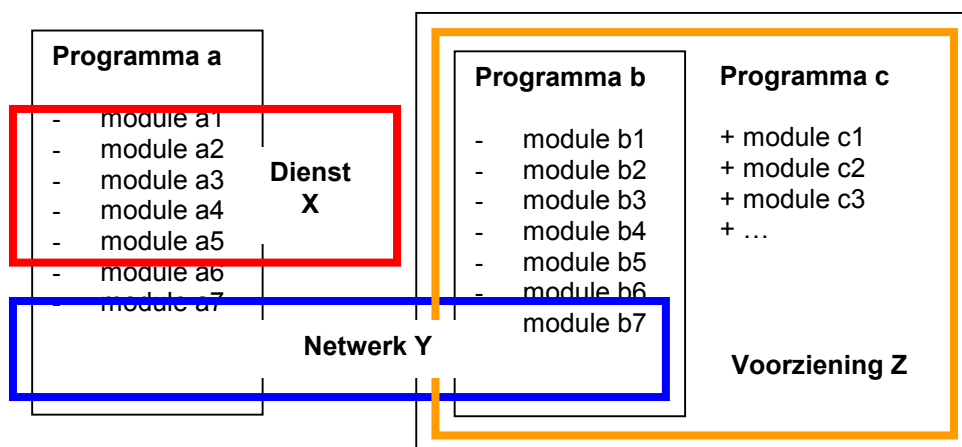 Programma a
- module a1
- module a2
- module a3
- module a4
- module a5
- module a6
- module a7
Dienst
X
Netwerk Y
Programma b
- module b1
- module b2
- module b3
- module b4
- module b5
- module b6
module b7
Programma c
+ module c1
+ module c2
+ module c3
+ …
Voorziening Z